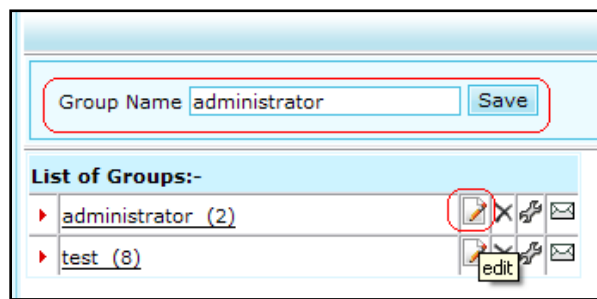 Group Name administrator Save
List of Groups:-
administrator (2)
test (8)
edit